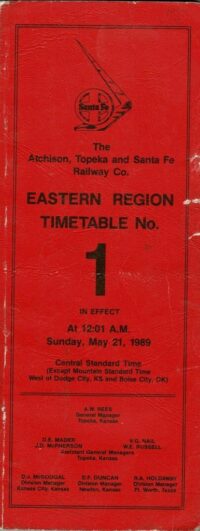 Santa Fe
The
Atchison, Topeka and Santa Fe
Railway Co.
EASTERN REGION
TIMETABLE No.
1
IN EFFECT
At 12:01 A.M.
Sunday, May 21, 1989
Central Standard Time
(Except Mountain Standard Time
West of Dodge City, KS and Boise City, OK)
A.W. REES
General Manager
Topeka, Kansas
D.E. MADER R.G. NAIL
J.D. McPHERSON W.E. RUSSELL
Assistant General Managers
Topeka, Kansas
D.J. McDOUGAL D.F. DUNCAN R.A. HOLDAWAY
Division Manager Division Manager Division Manager
Kansas City, Kansas Newton, Kansas Ft. Worth, Texas